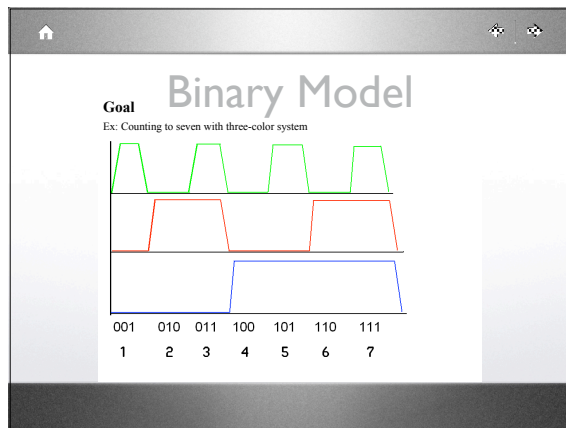 Binary Model
Goal
Ex: Counting to seven with three-color system
001 010 011 100 101 110 111
1 2 3 4 5 6 7